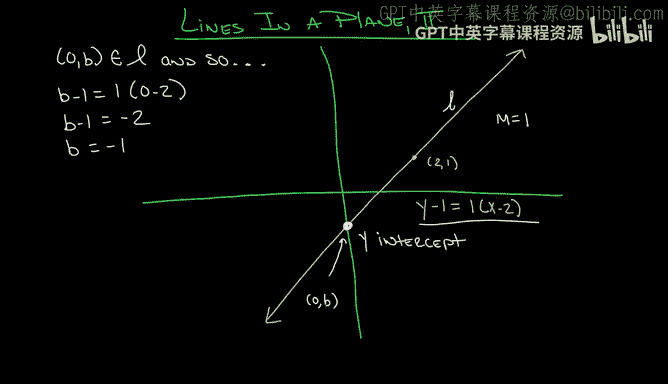 LINES IN A PLANE, II
GPT中英字幕课程资源@bilibili.com
GPT中英字幕课程资源 bilibili
(0,b) ∈ l AND SO...
b-1 = 1(0-2)
b-1 = -2
b = -1
l
M=1
(2,1)
Y-1=1(X-2)
Y INTERCEPT
(0,b)